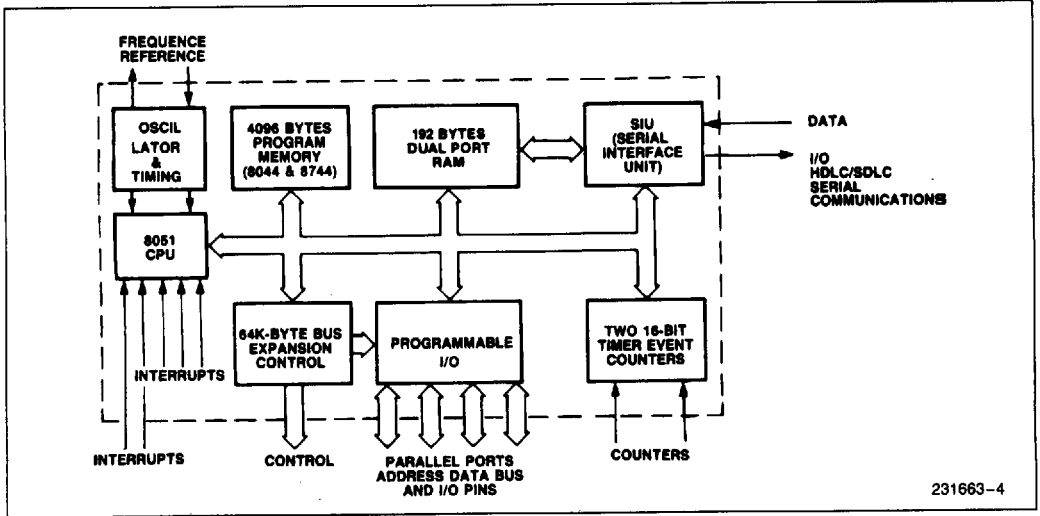 FREQUENCE
REFERENCE
OSCIL
LATOR
&
TIMING
4096 BYTES
PROGRAM
MEMORY
(8044 & 8744)
192 BYTES
DUAL PORT
RAM
SIU
(SERIAL
INTERFACE
UNIT)
DATA
I/O
HDLC/SDLC
SERIAL
COMMUNICATIONS
8051
CPU
64K-BYTE BUS
EXPANSION
CONTROL
PROGRAMMABLE
I/O
TWO 16-BIT
TIMER EVENT
COUNTERS
INTERRUPTS
INTERRUPTS
CONTROL
PARALLEL PORTS
ADDRESS DATA BUS
AND I/O PINS
COUNTERS
231663-4